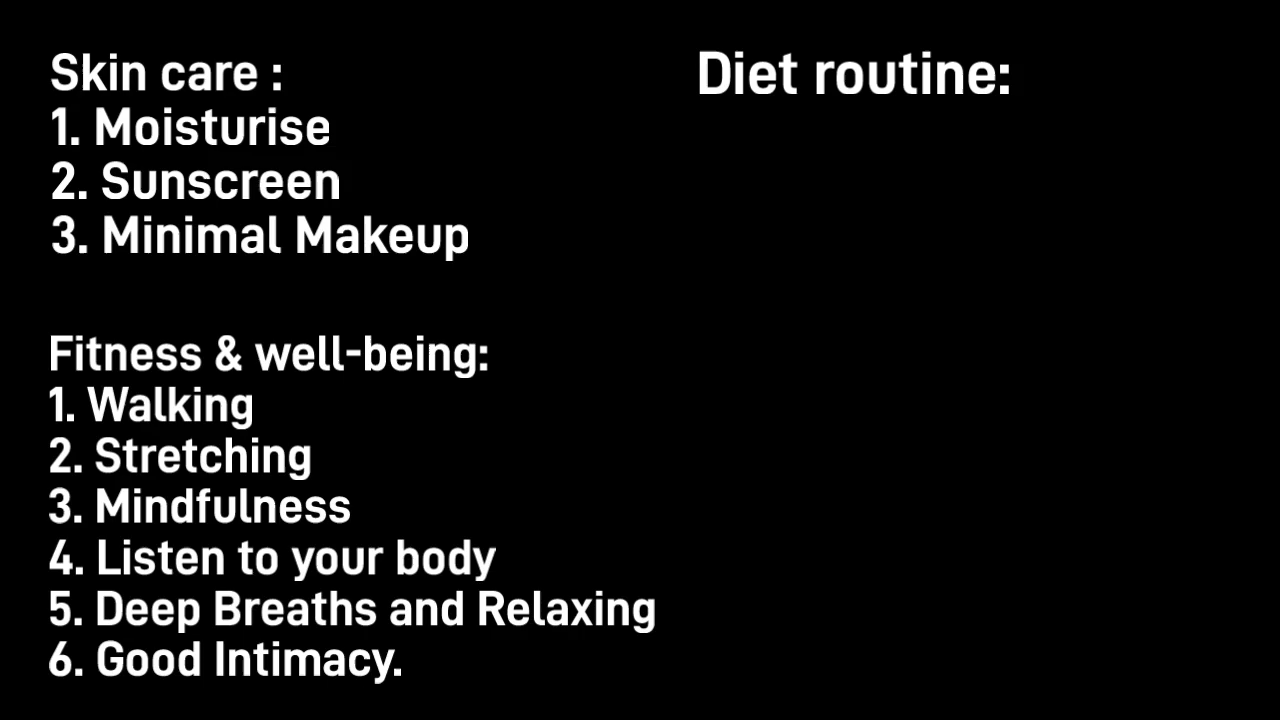 Skin care :
1. Moisturise
2. Sunscreen
3. Minimal Makeup
Fitness & well-being:
1. Walking
2. Stretching
3. Mindfulness
4. Listen to your body
5. Deep Breaths and Relaxing
6. Good Intimacy.
Diet routine: